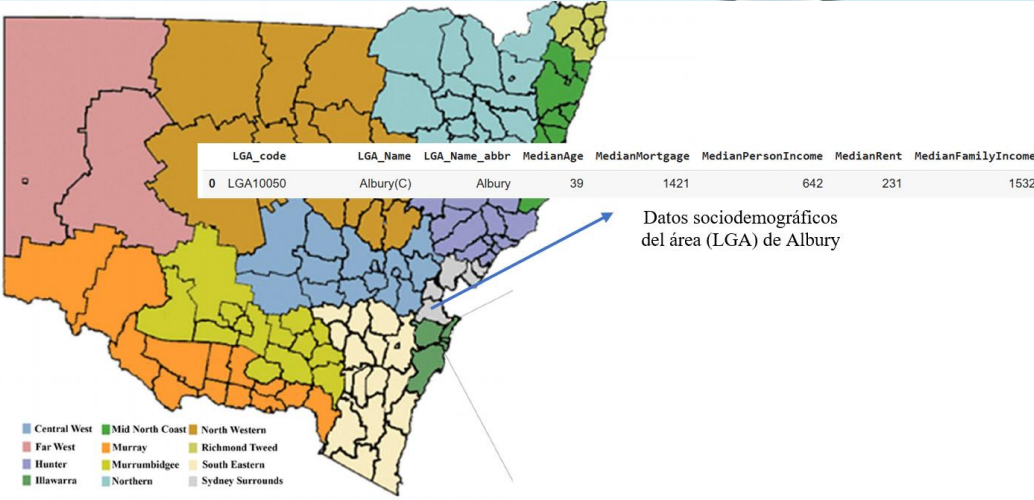 LGA_code LGA_Name LGA_Name_abbr MedianAge MedianMortgage MedianPersonIncome MedianRent MedianFamilyIncome
0 LGA10050 Albury(C) Albury 39 1421 642 231 1532
Datos sociodemográficos
del área (LGA) de Albury
Central West Mid North Coast North Western
Far West Murray Richmond Tweed
Hunter Murrumbidgee South Eastern
Illawarra Northern Sydney Surrounds